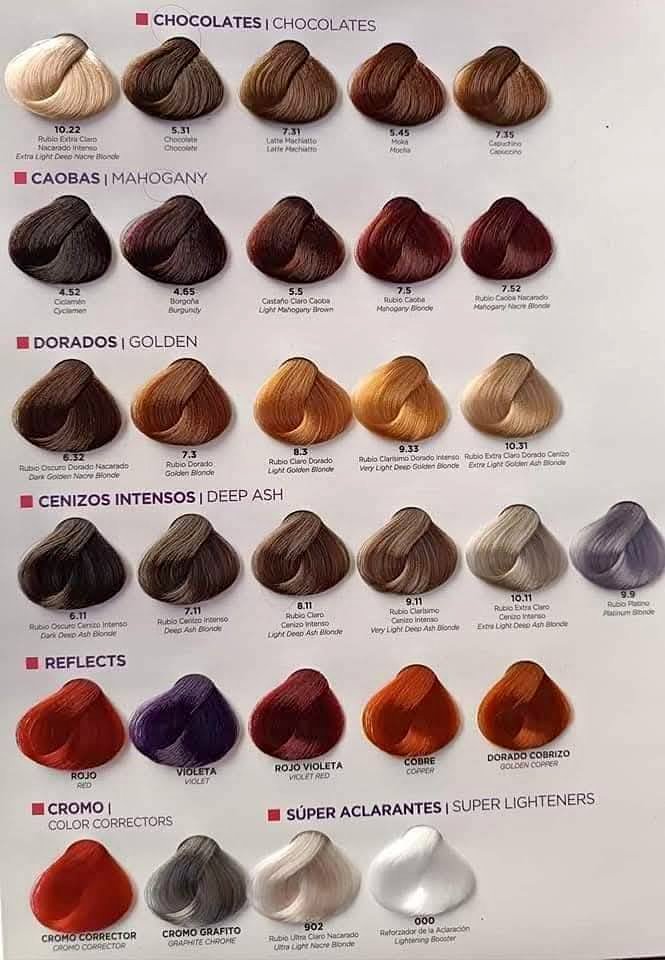 CHOCOLATES | CHOCOLATES
10.22
Rubio Extra Claro
Nacarado Intenso
Extra Light Deep Nacre Blonde
5.31
Chocolate
Chocolate
7.31
Latte Machiatto
Latte Machiatto
5.45
Moka
Mocha
7.35
Capuchino
Capuccino
CAOBAS | MAHOGANY
4.52
Ciclamén
Cyclamen
4.65
Borgoña
Burgundy
5.5
Castaño Claro Caoba
Light Mahogany Brown
7.5
Rubio Caoba
Mahogany Blonde
7.52
Rubio Caoba Nacarado
Mahogany Nacre Blonde
DORADOS | GOLDEN
6.32
Rubio Oscuro Dorado Nacarado
Dark Golden Nacre Blonde
7.3
Rubio Dorado
Golden Blonde
8.3
Rubio Claro Dorado
Light Golden Blonde
9.33
Rubio Clarísimo Dorado Intenso
Very Light Deep Golden Blonde
10.31
Rubio Extra Claro Dorado Cenizo
Extra Light Golden Ash Blonde
CENIZOS INTENSOS | DEEP ASH
6.11
Rubio Oscuro Cenizo Intenso
Dark Deep Ash Blonde
7.11
Rubio Cenizo Intenso
Deep Ash Blonde
8.11
Rubio Claro
Cenizo Intenso
Light Deep Ash Blonde
9.11
Rubio Clarísimo
Cenizo Intenso
Very Light Deep Ash Blonde
10.11
Rubio Extra Claro
Cenizo Intenso
Extra Light Deep Ash Blonde
9.9
Rubio Platino
Platinum Blonde
REFLECTS
ROJO
RED
VIOLETA
VIOLET
ROJO VIOLETA
VIOLET RED
COBRE
COPPER
DORADO COBRIZO
GOLDEN COPPER
CROMO |
COLOR CORRECTORS
CROMO CORRECTOR
CROMO CORRECTOR
CROMO GRAFITO
GRAPHITE CHROME
SÚPER ACLARANTES | SUPER LIGHTENERS
902
Rubio Ultra Claro Nacarado
Ultra Light Nacre Blonde
000
Reforzador de la Aclaración
Lightening Booster